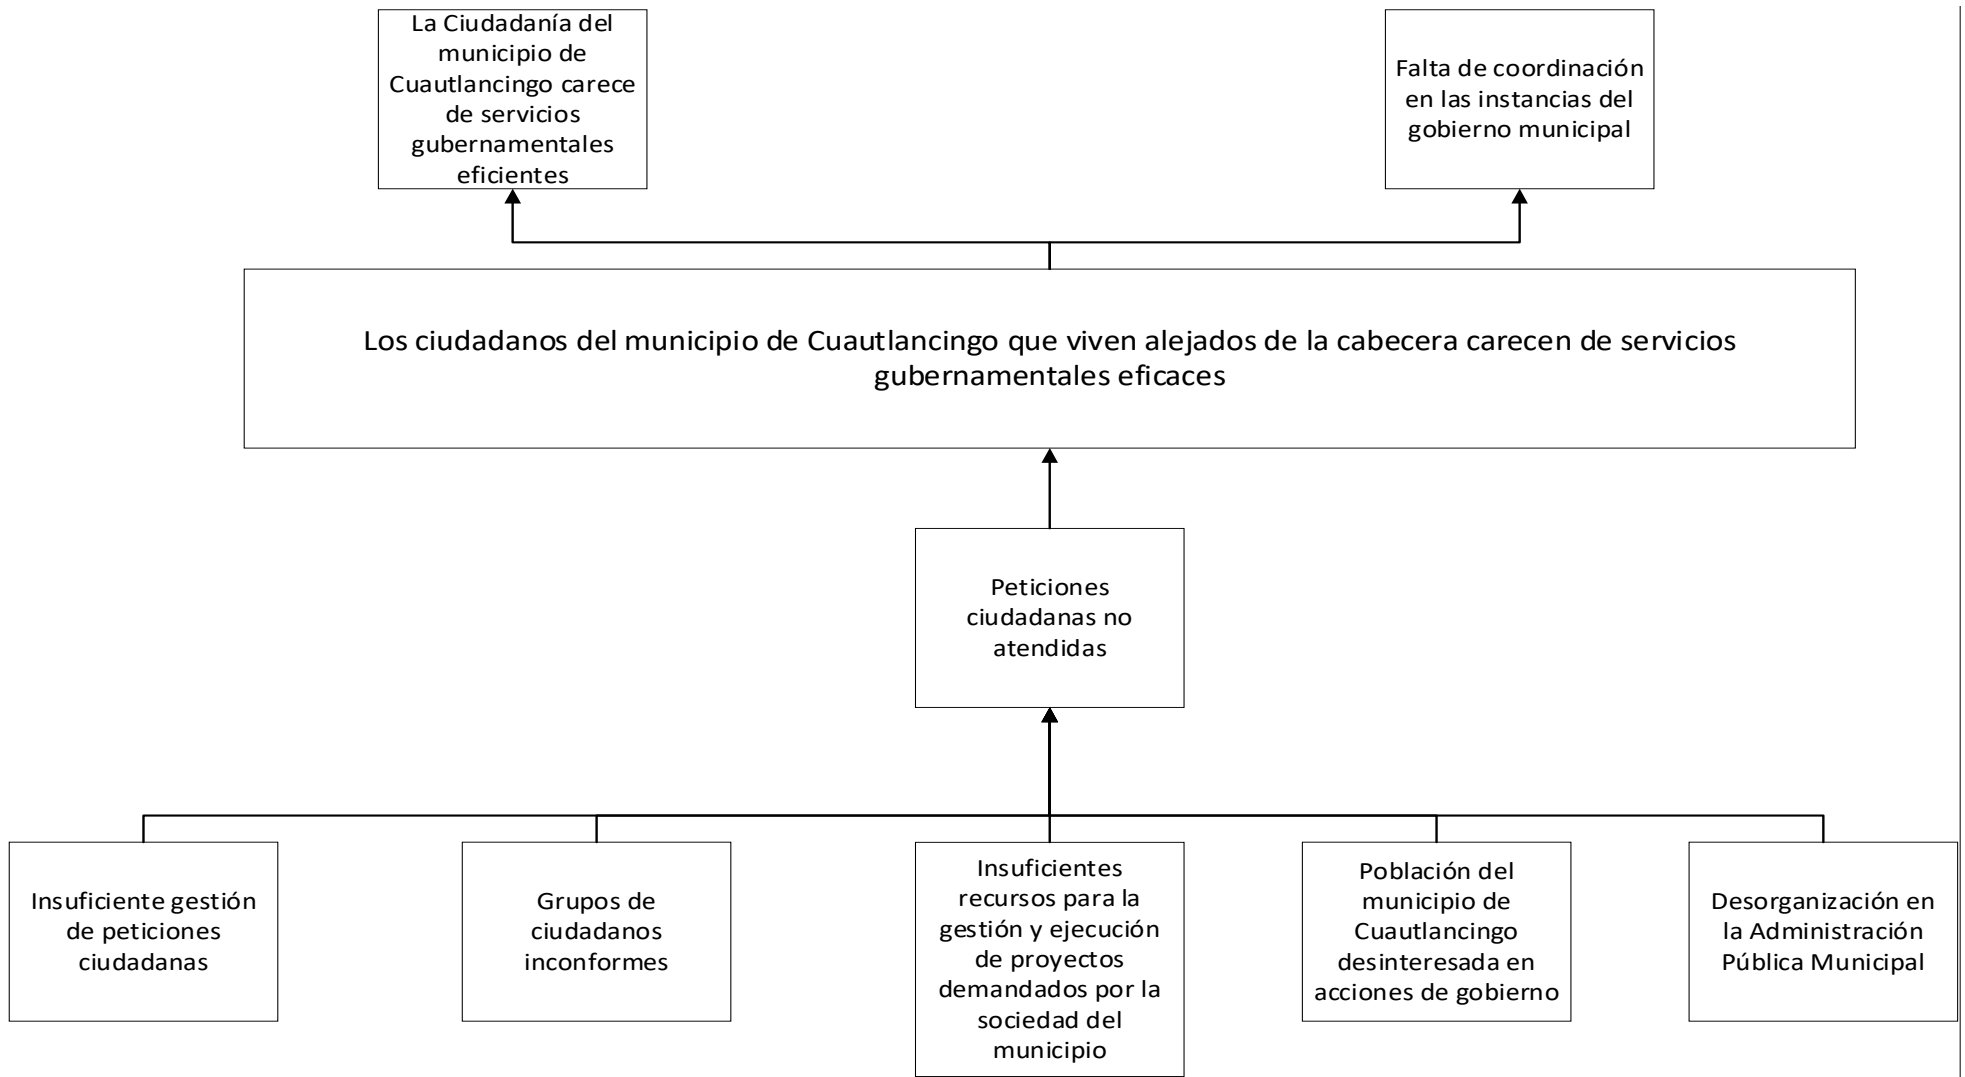 La Ciudadanía del
municipio de
Cuautlancingo carece
de servicios
gubernamentales
eficientes
Falta de coordinación
en las instancias del
gobierno municipal
Los ciudadanos del municipio de Cuautlancingo que viven alejados de la cabecera carecen de servicios
gubernamentales eficaces
Peticiones
ciudadanas no
atendidas
Insuficiente gestión
de peticiones
ciudadanas
Grupos de
ciudadanos
inconformes
Insuficientes
recursos para la
gestión y ejecución
de proyectos
demandados por la
sociedad del
municipio
Población del
municipio de
Cuautlancingo
desinteresada en
acciones de gobierno
Desorganización en
la Administración
Pública Municipal